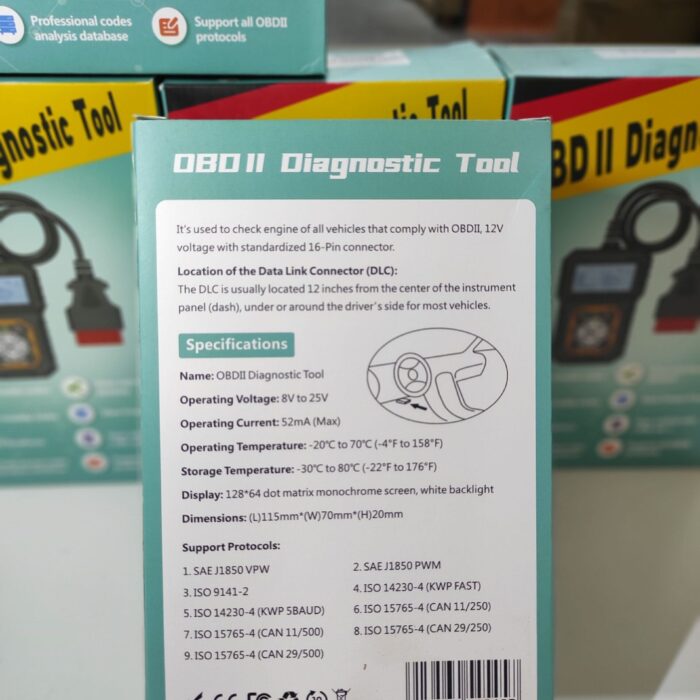 Professional codes
analysis database
Support all OBDII
protocols
gnostic Tool
Tool
BD II Diagn
OBD II Diagnostic Tool
It's used to check engine of all vehicles that comply with OBDII, 12V
voltage with standardized 16-Pin connector.
Location of the Data Link Connector (DLC):
The DLC is usually located 12 inches from the center of the instrument
panel (dash), under or around the driver's side for most vehicles.
Specifications
Name: OBDII Diagnostic Tool
Operating Voltage: 8V to 25V
Operating Current: 52mA (Max)
Operating Temperature: -20℃ to 70℃ (-4℉ to 158℉)
Storage Temperature: -30℃ to 80℃ (-22℉ to 176℉)
Display: 128*64 dot matrix monochrome screen, white backlight
Dimensions: (L)115mm*(W)70mm*(H)20mm
Support Protocols:
1. SAE J1850 VPW
2. SAE J1850 PWM
3. ISO 9141-2
4. ISO 14230-4 (KWP FAST)
5. ISO 14230-4 (KWP 5BAUD)
6. ISO 15765-4 (CAN 11/250)
7. ISO 15765-4 (CAN 11/500)
8. ISO 15765-4 (CAN 29/250)
9. ISO 15765-4 (CAN 29/500)